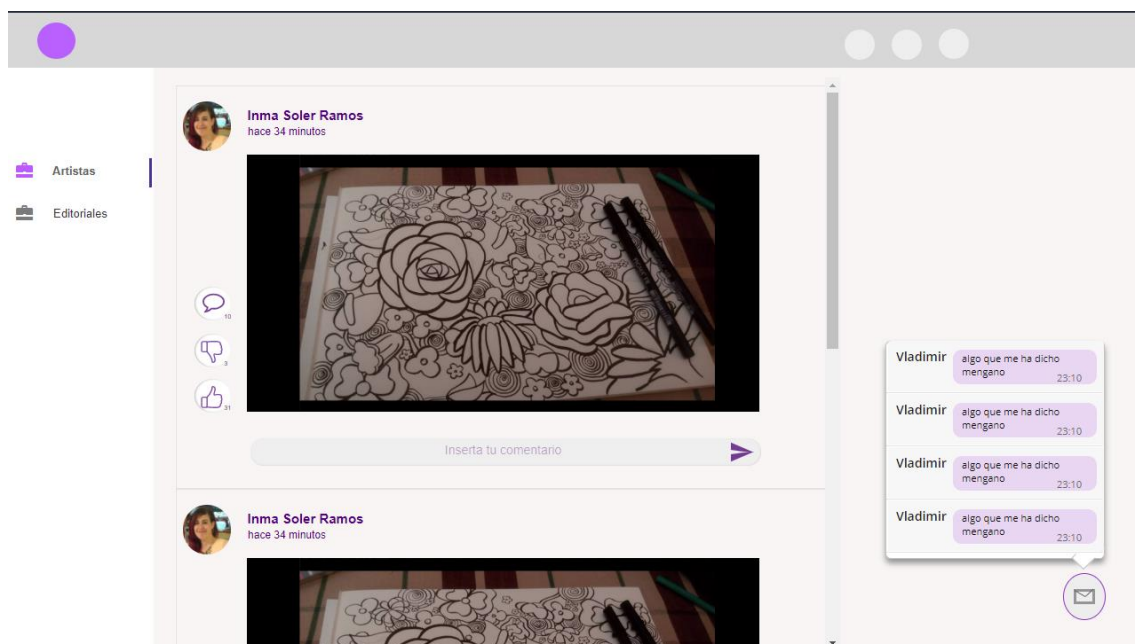 Artistas
Editoriales
Inma Soler Ramos
hace 34 minutos
10
3
31
Inserta tu comentario
Inma Soler Ramos
hace 34 minutos
Vladimir
algo que me ha dicho
mengano
23:10
Vladimir
algo que me ha dicho
mengano
23:10
Vladimir
algo que me ha dicho
mengano
23:10
Vladimir
algo que me ha dicho
mengano
23:10